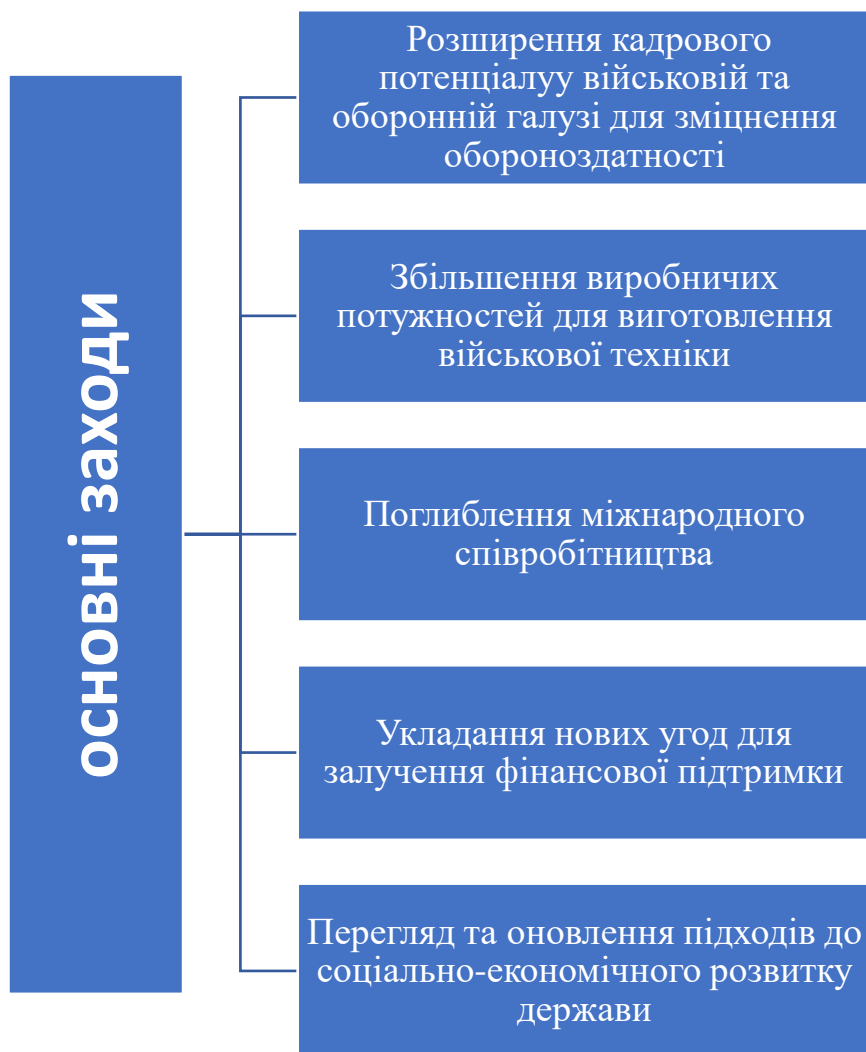 основні заходи
Розширення кадрового
потенціалуу військовій та
оборонній галузі для зміцнення
обороноздатності
Збільшення виробничих
потужностей для виготовлення
військової техніки
Поглиблення міжнародного
співробітництва
Укладання нових угод для
залучення фінансової підтримки
Перегляд та оновлення підходів до
соціально-економічного розвитку
держави